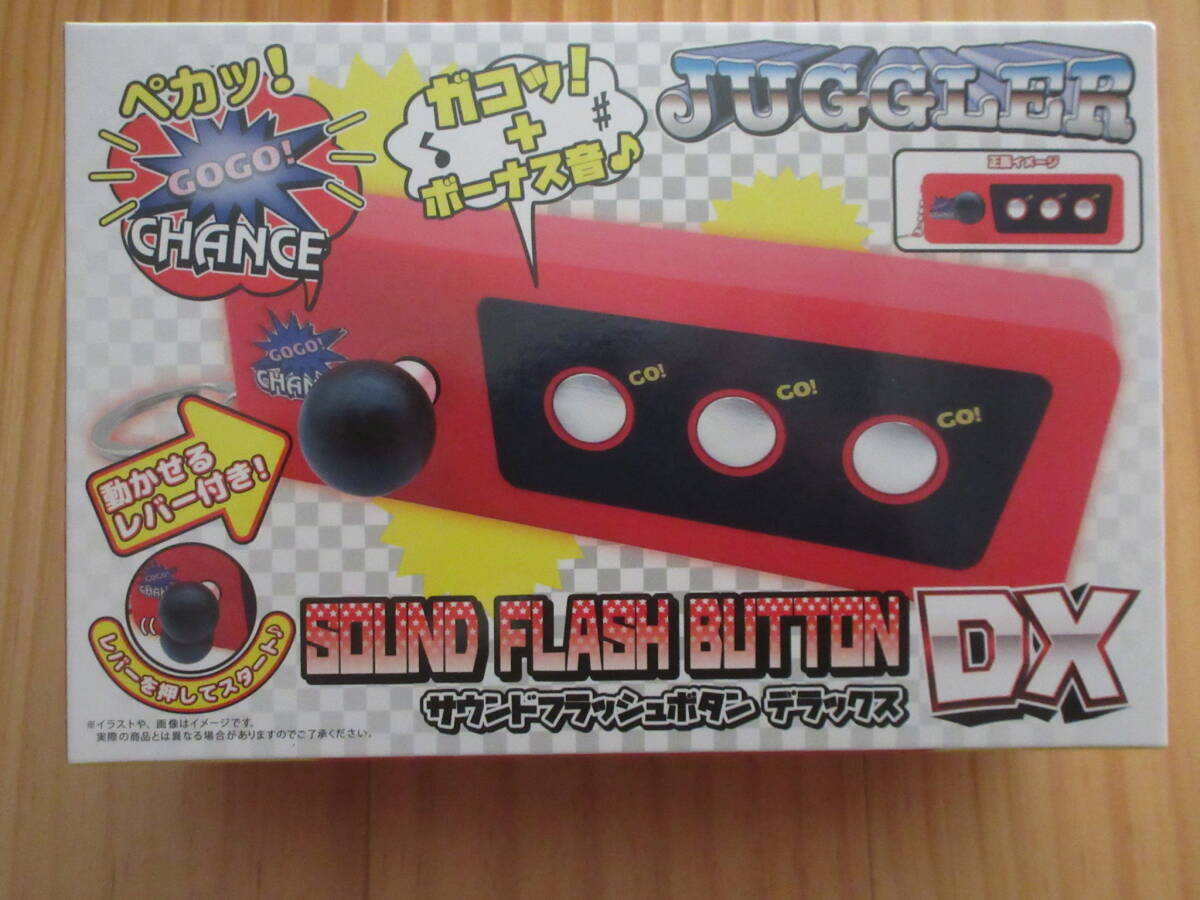 ペカッ!
GOGO!
CHANCE
ガコッ!
+
ボーナス音♪
JUGGLER
正面イメージ
GOGO!
CHAN
GO!
GO!
GO!
動かせる
レバー付き!
GOGO!
CHAN
レバーを押してスタート♪
SOUND FLASH BUTTON DX
サウンドフラッシュボタン デラックス
※イラストや、画像はイメージです。
実際の商品とは異なる場合がありますのでご了承ください。